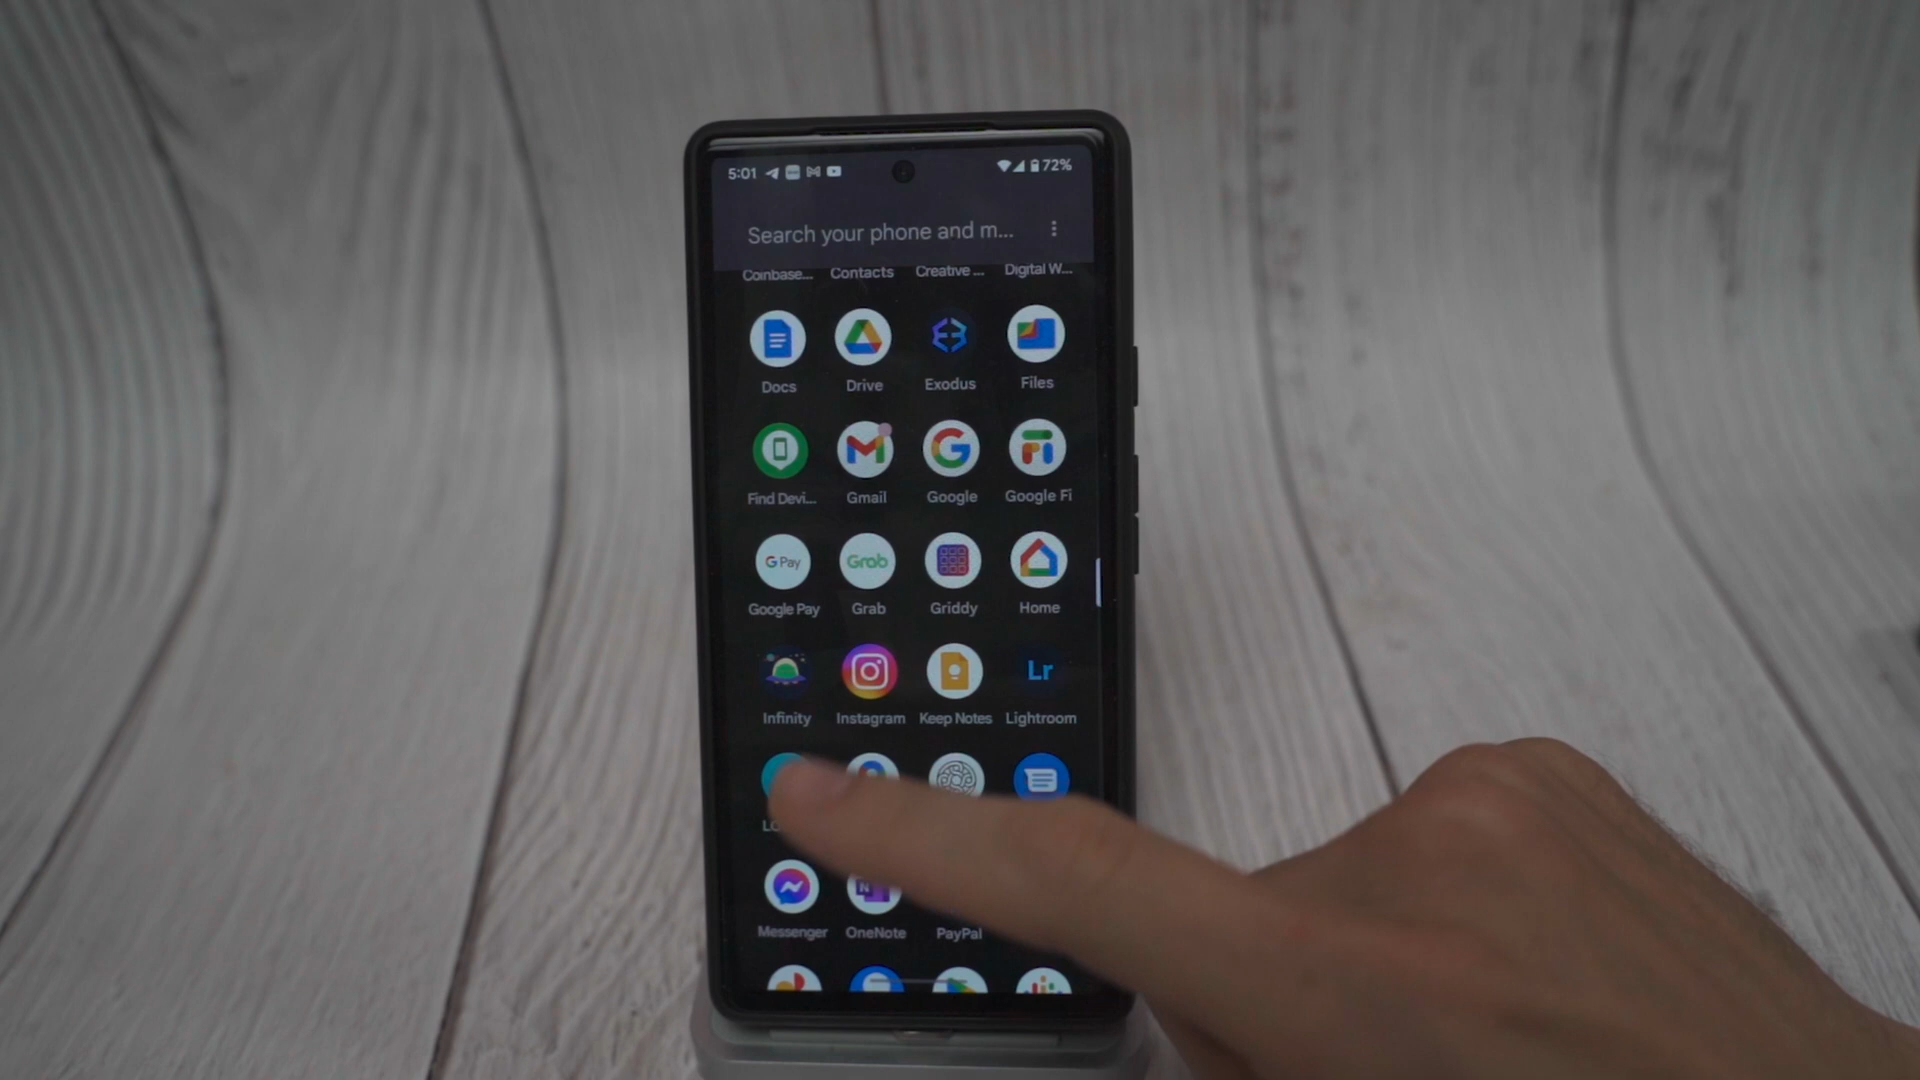 5:01 72%
Search your phone and m...
Coinbase... Contacts Creative ... Digital W...
Docs Drive Exodus Files
Find Devi... Gmail Google Google Fi
G Pay Grab
Google Pay Grab Griddy Home
Lr
Infinity Instagram Keep Notes Lightroom
N
Messenger OneNote PayPal